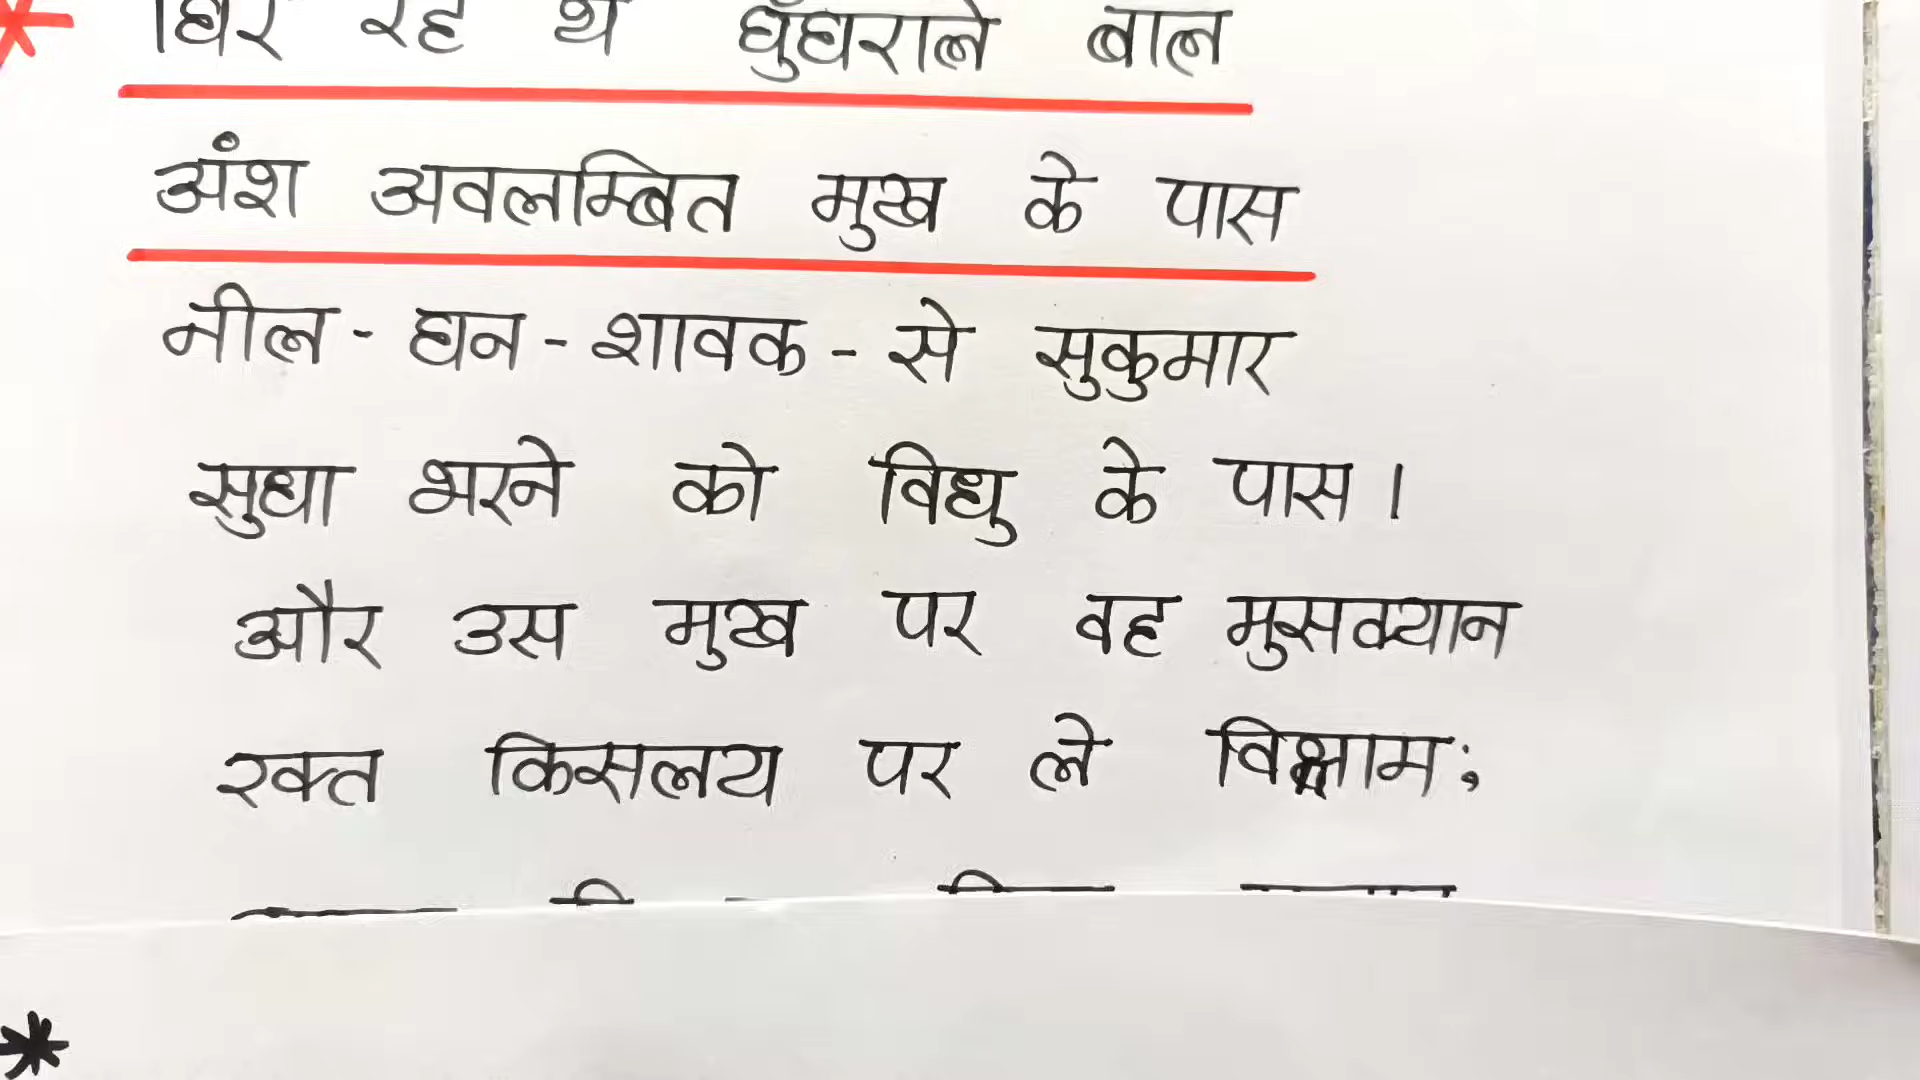 घिर रहे थे घुँघराले बाल
अंश अवलम्बित मुख के पास
नील - घन - शावक - से सुकुमार
सुधा भरने को विधु के पास।
और उस मुख पर वह मुसक्यान
रक्त किसलय पर ले विश्राम;